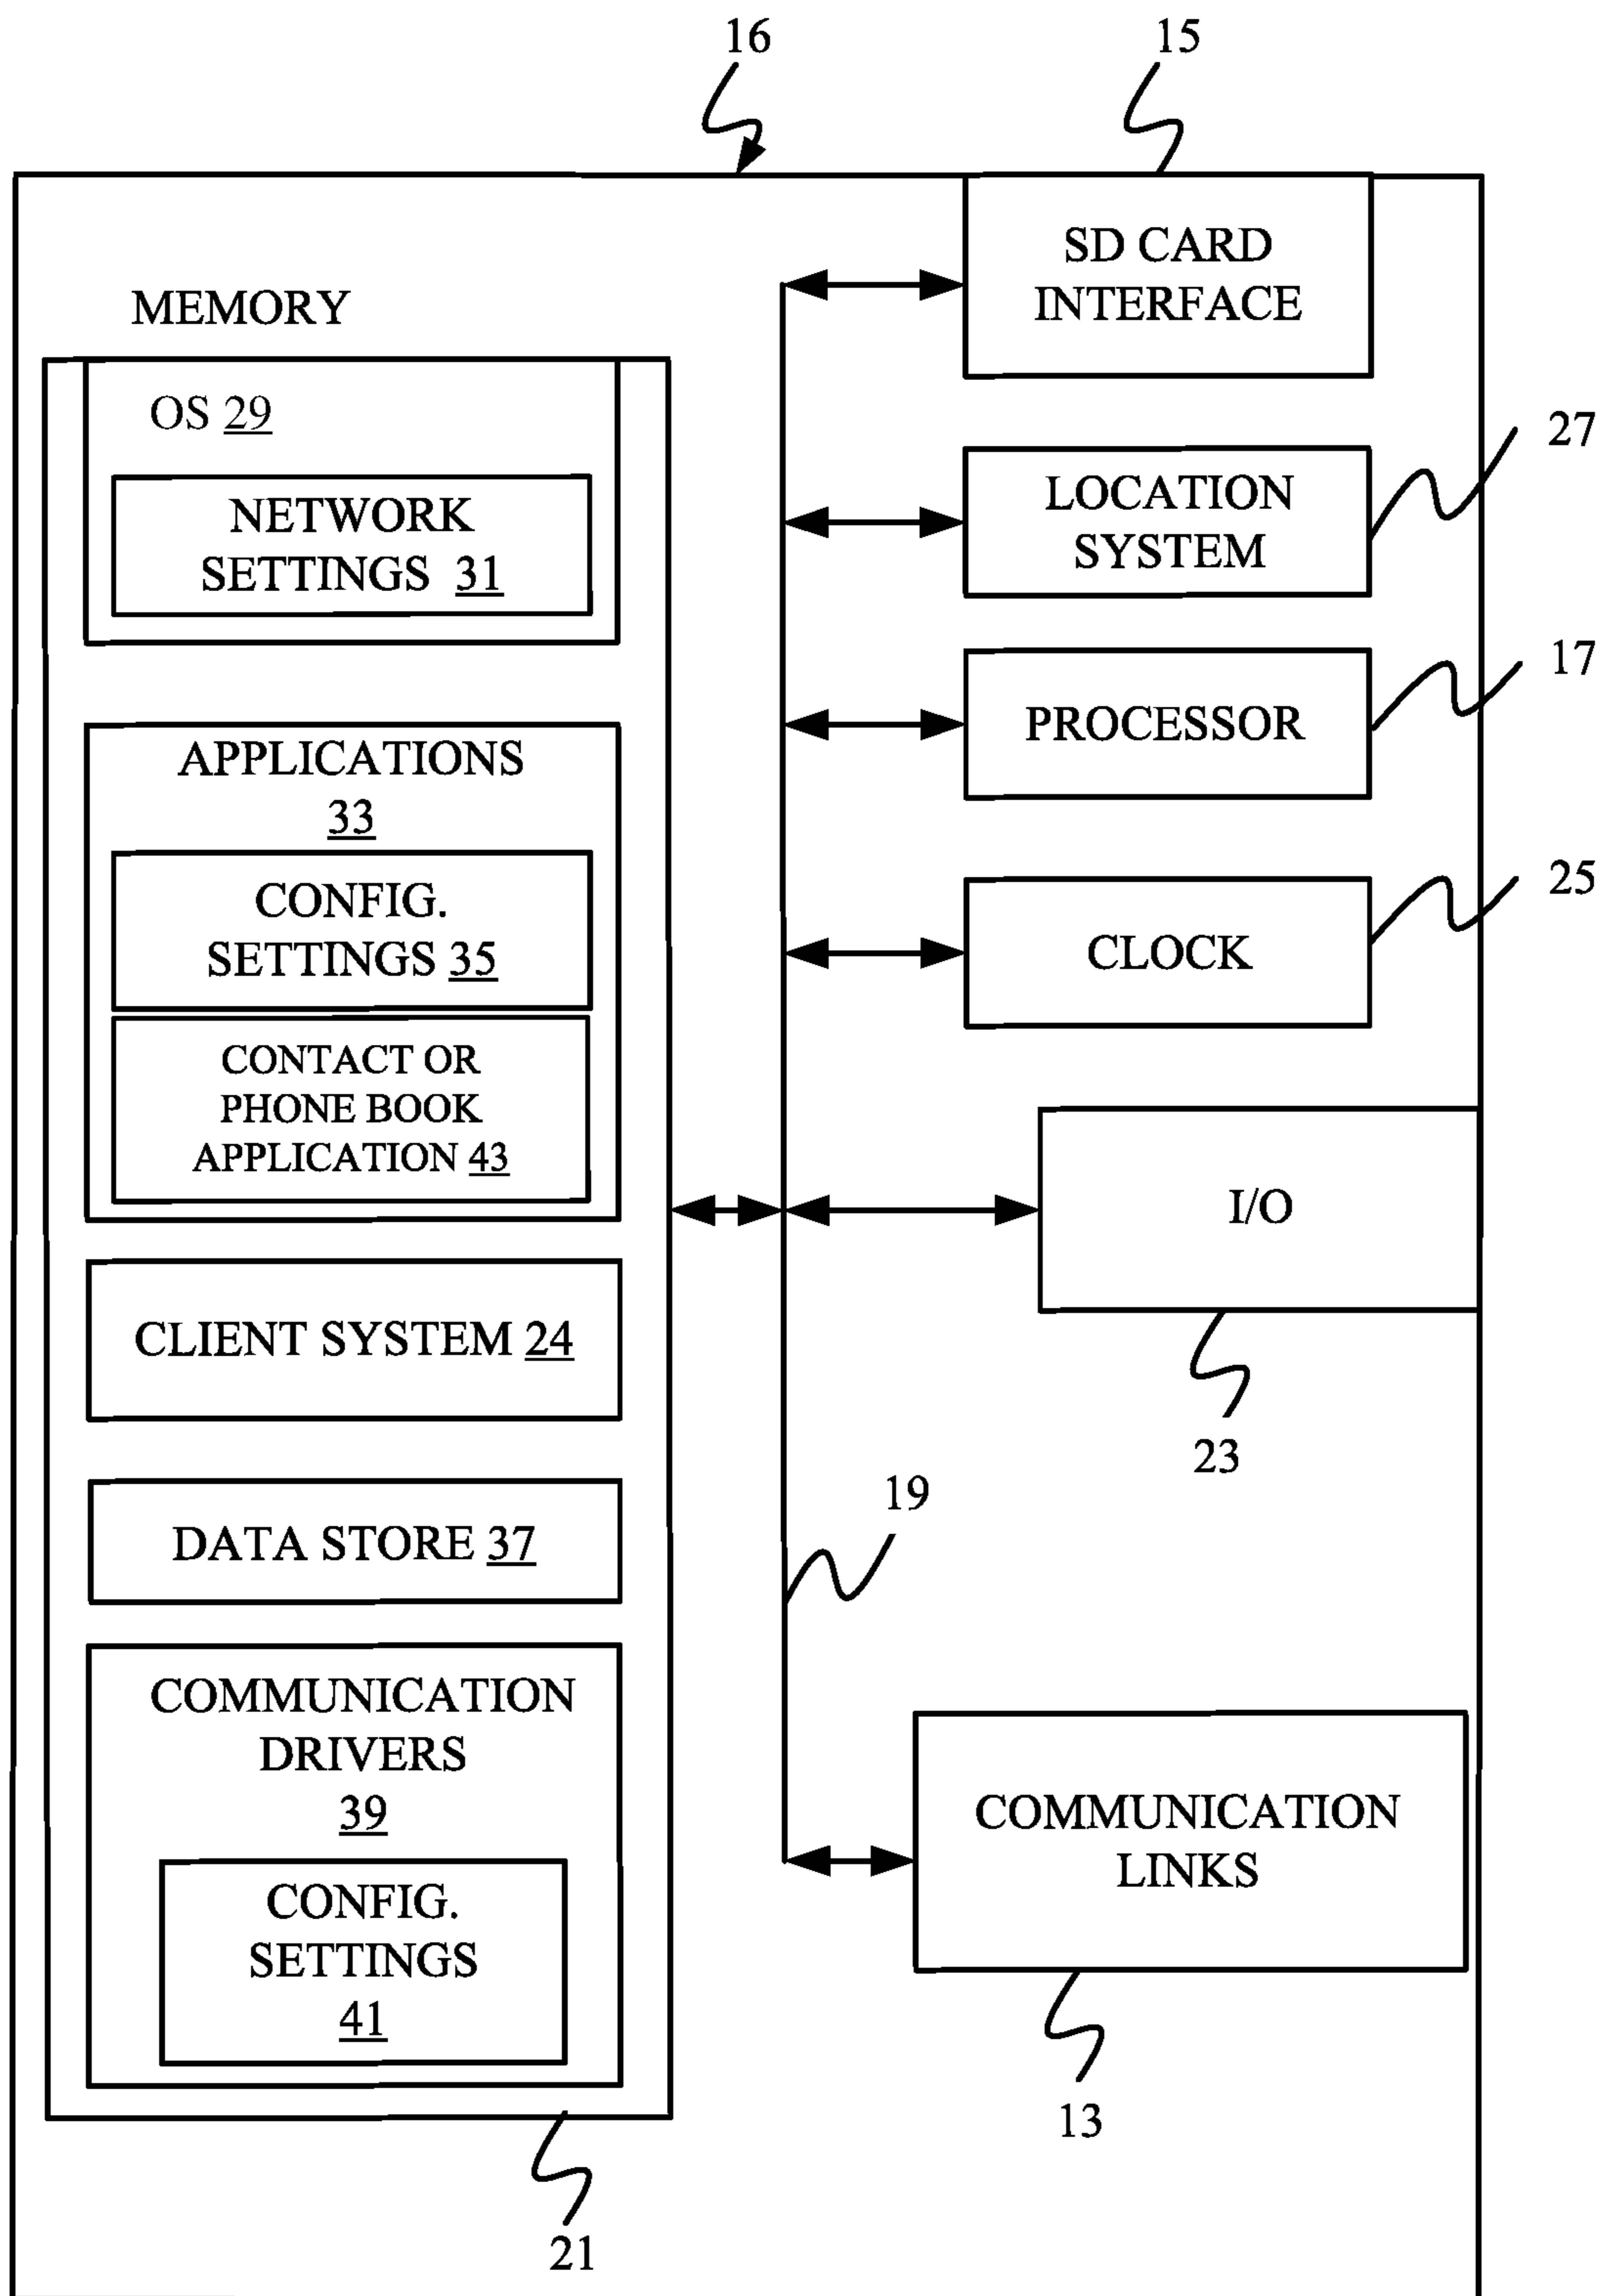 16
15
SD CARD
INTERFACE
MEMORY
OS 29
NETWORK
SETTINGS 31
27
LOCATION
SYSTEM
17
PROCESSOR
APPLICATIONS
33
CONFIG.
SETTINGS 35
25
CLOCK
CONTACT OR
PHONE BOOK
APPLICATION 43
I/O
23
CLIENT SYSTEM 24
19
DATA STORE 37
COMMUNICATION
DRIVERS
39
CONFIG.
SETTINGS
41
COMMUNICATION
LINKS
13
21